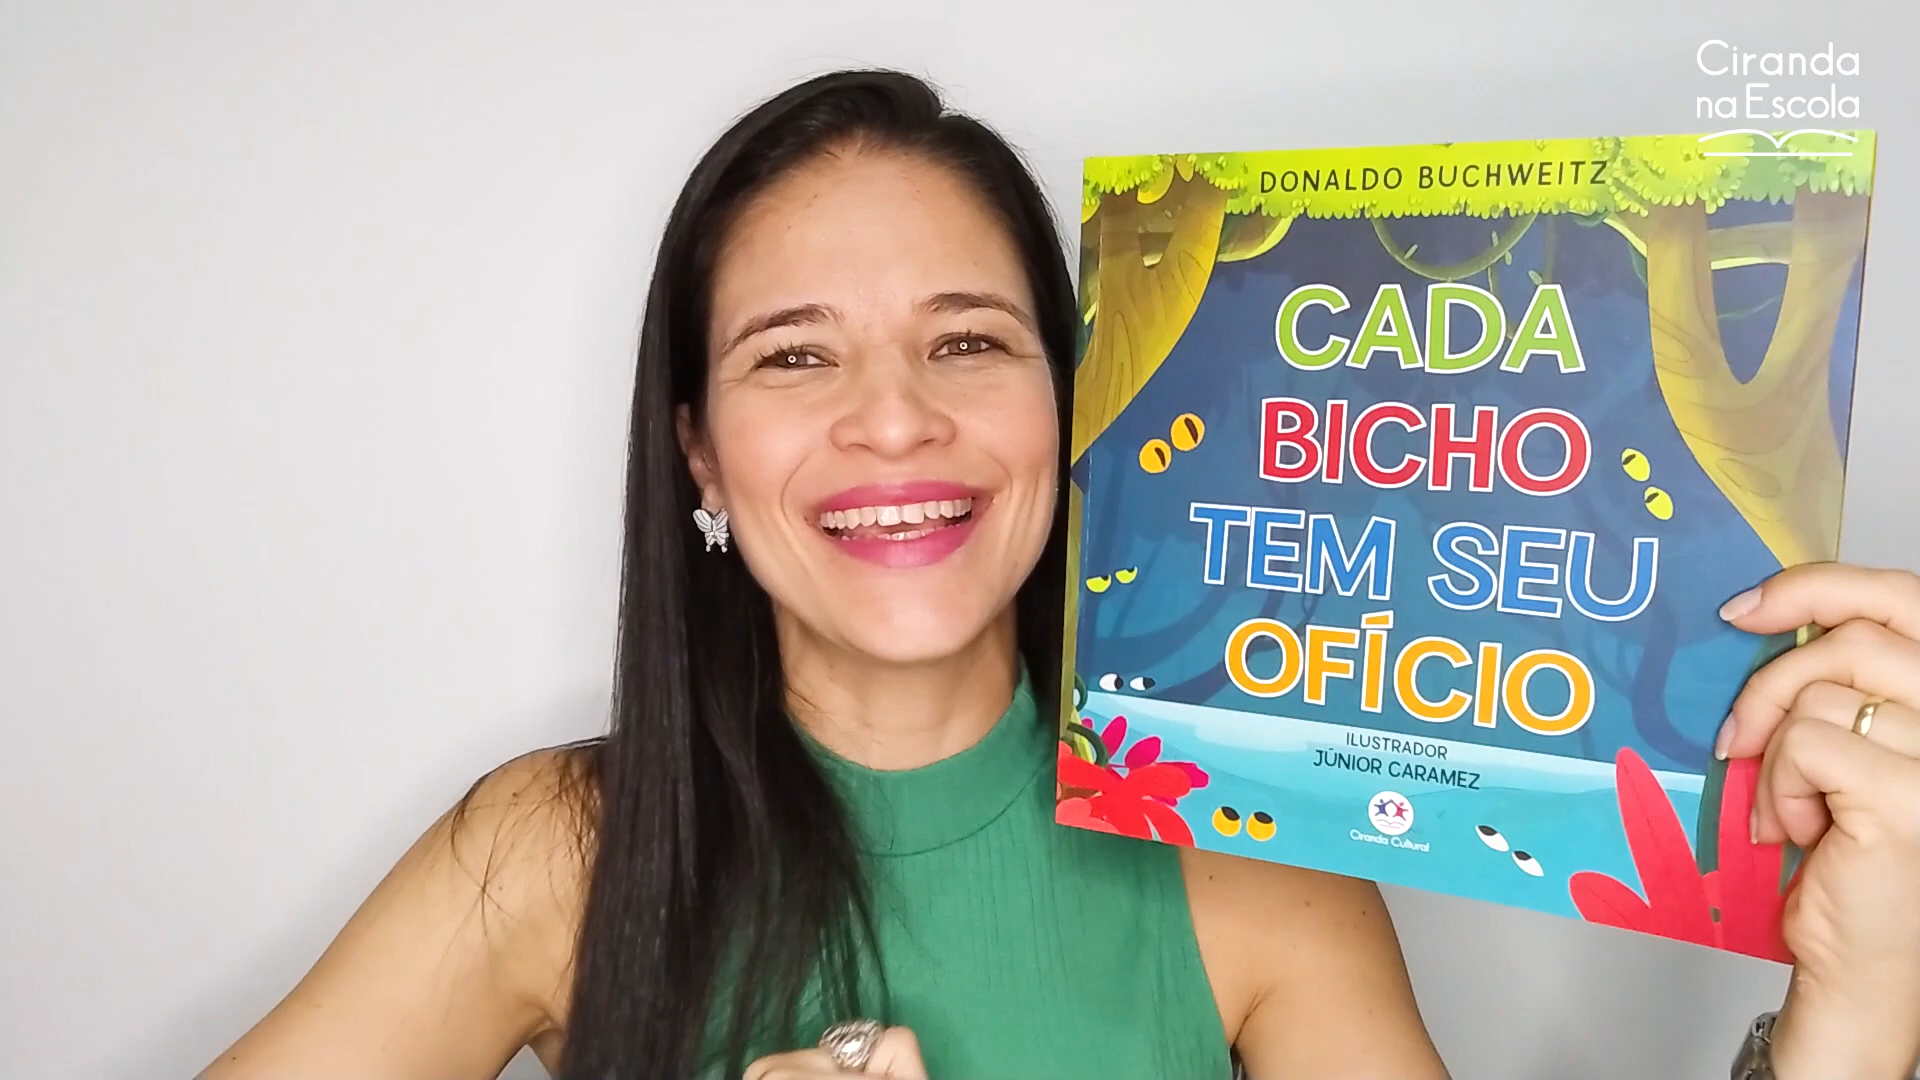 Ciranda
na Escola
DONALDO BUCHWEITZ
CADA
BICHO
TEM SEU
OFÍCIO
ILUSTRADOR
JÚNIOR CARAMEZ
Ciranda Cultural